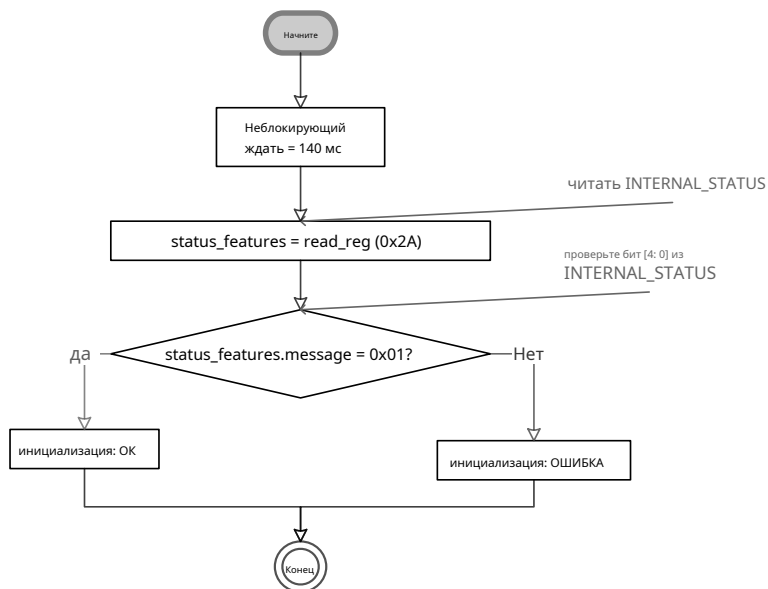 Начните
Неблокирующий
ждать = 140 мс
читать INTERNAL_STATUS
status_features = read_reg (0x2A)
проверьте бит [4: 0] из
INTERNAL_STATUS
status_features.message = 0x01?
да
Нет
инициализация: ОК
инициализация: ОШИБКА
Конец